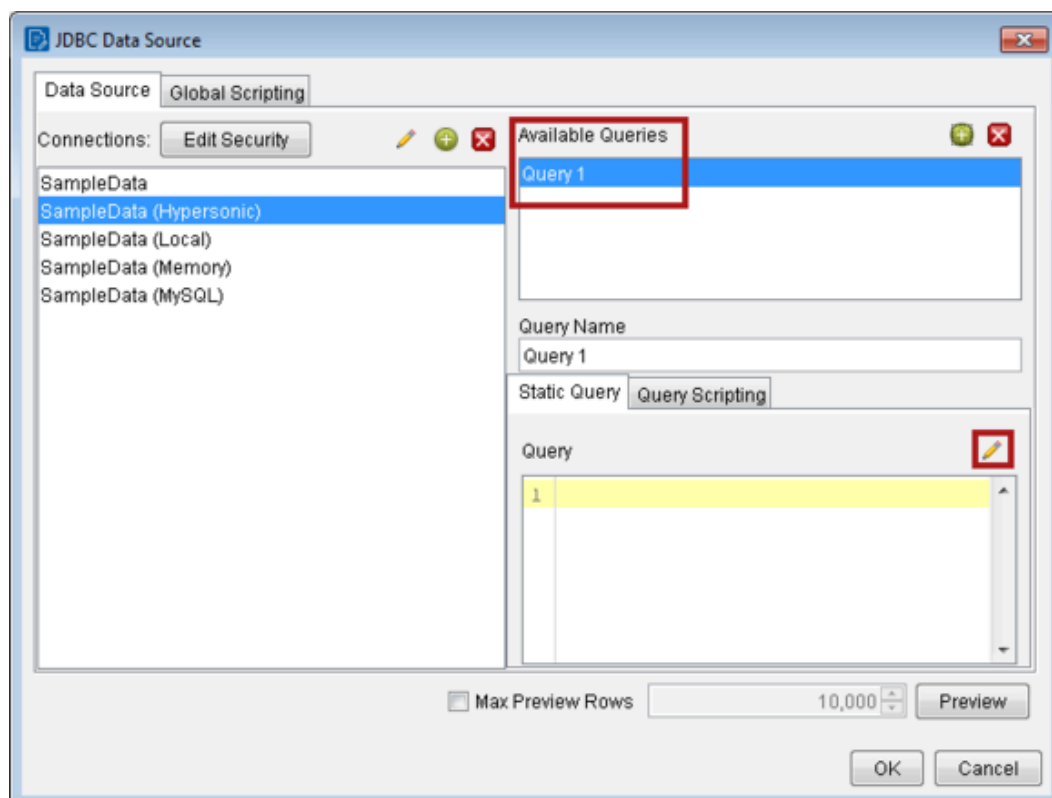 JDBC Data Source
Data Source
Global Scripting
Connections:
Edit Security
SampleData
SampleData (Hypersonic)
SampleData (Local)
SampleData (Memory)
SampleData (MySQL)
Available Queries
Query 1
Query Name
Query 1
Static Query
Query Scripting
Query
1
Max Preview Rows
10,000
Preview
OK
Cancel